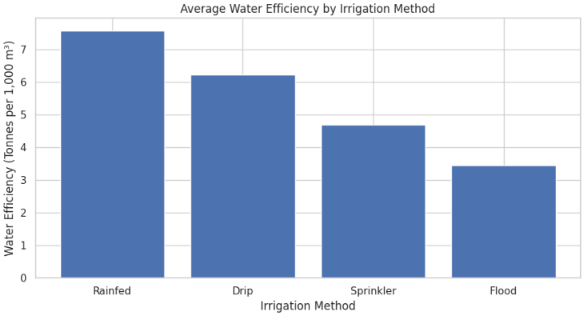 Average Water Efficiency by Irrigation Method
Water Efficiency (Tonnes per 1,000 m³)
7
6
5
4
3
2
1
0
Rainfed Drip Sprinkler Flood
Irrigation Method